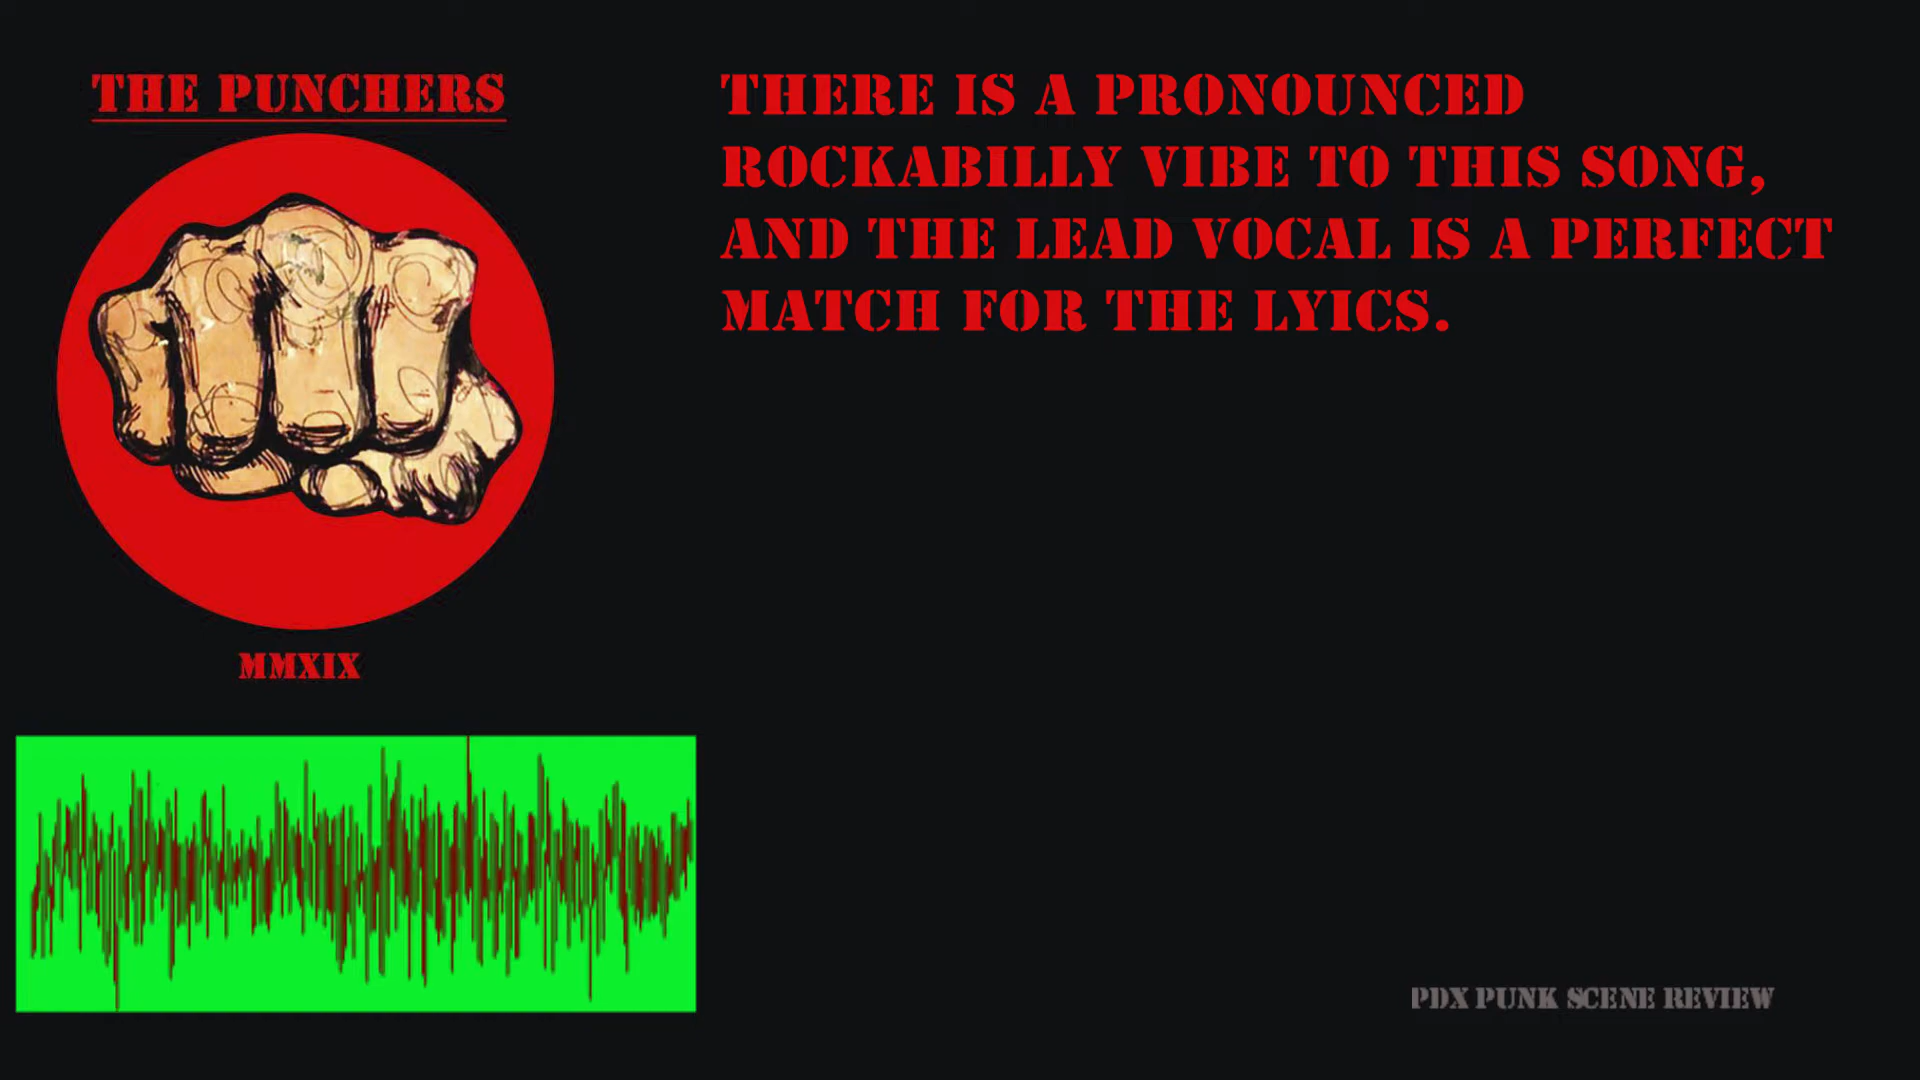 THE PUNCHERS
THERE IS A PRONOUNCED
ROCKABILLY VIBE TO THIS SONG,
AND THE LEAD VOCAL IS A PERFECT
MATCH FOR THE LYICS.
MMXIX
PDX PUNK SCENE REVIEW